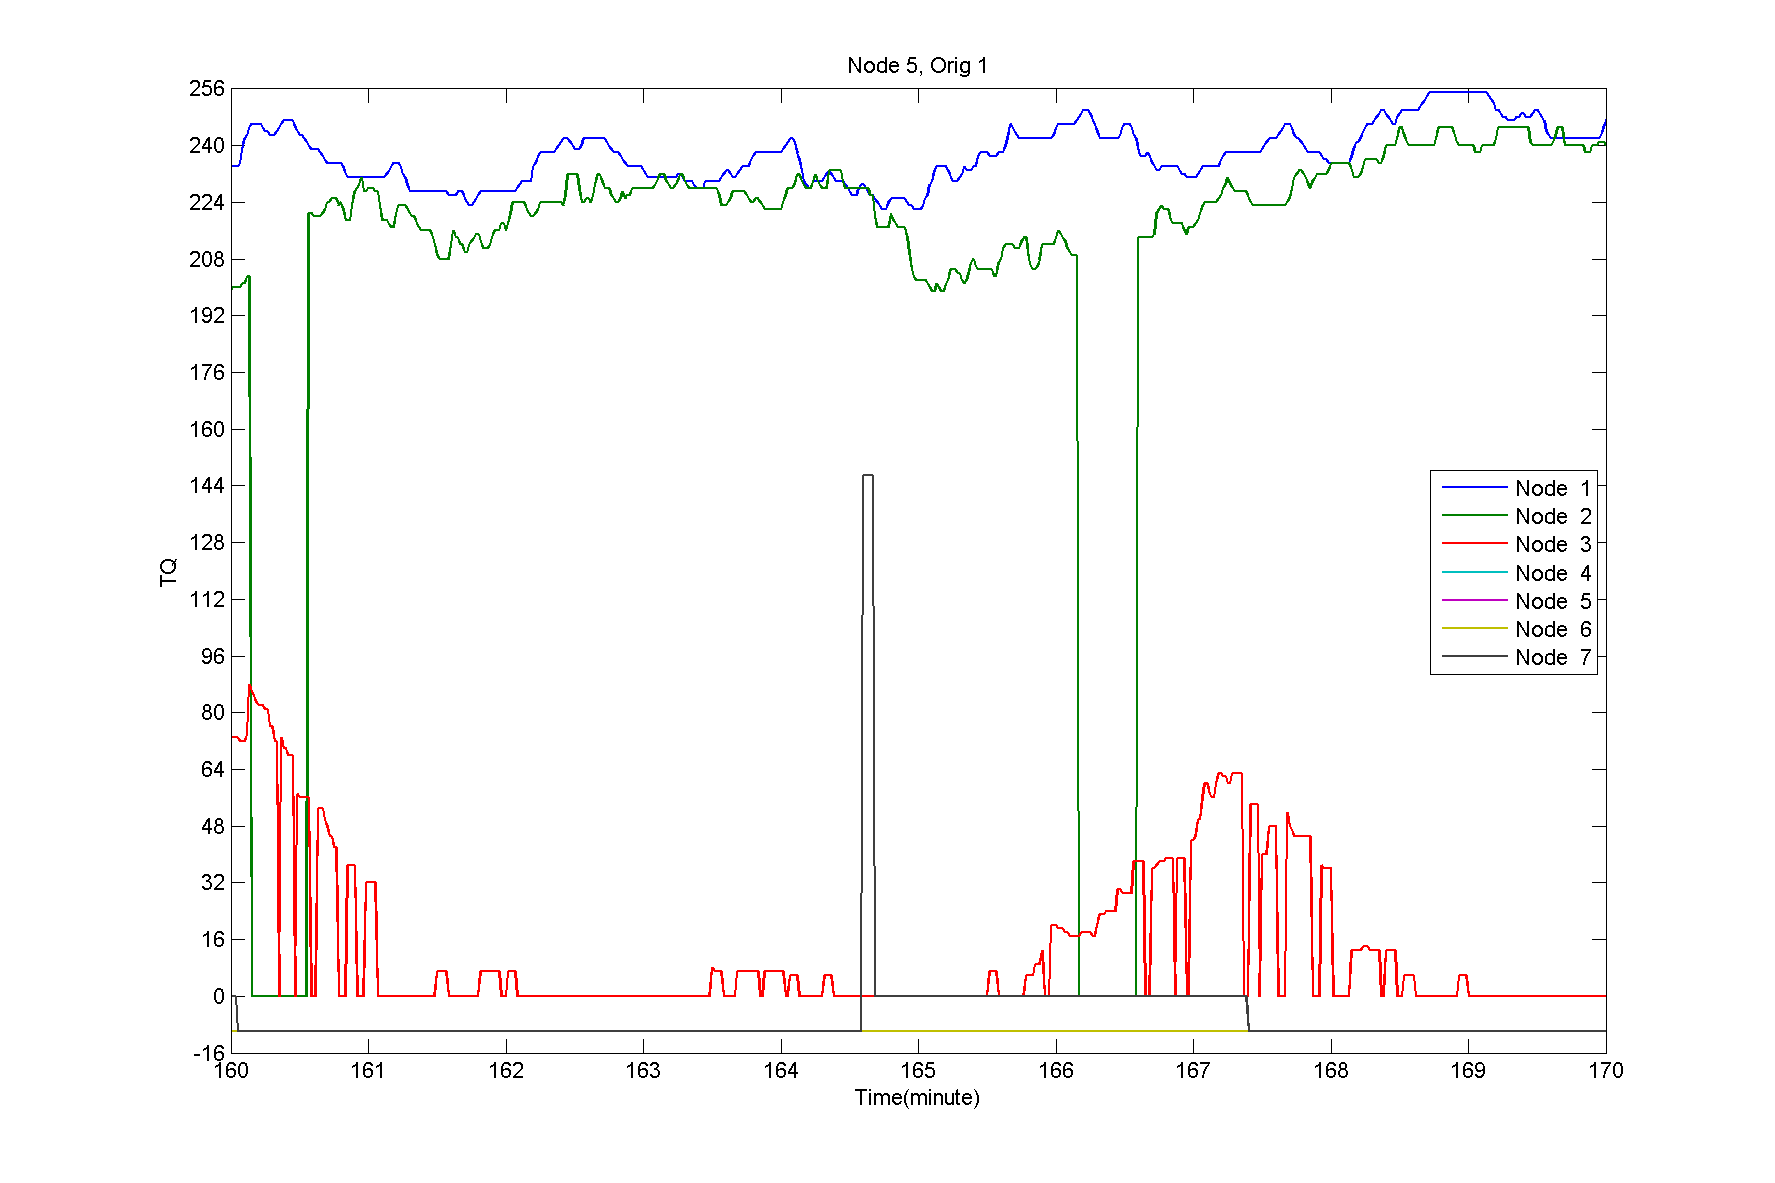 Node 5, Orig 1
256
240
224
208
192
176
160
144
128
112
96
80
64
48
32
16
0
-16
TQ
Node 1
Node 2
Node 3
Node 4
Node 5
Node 6
Node 7
160 161 162 163 164 165 166 167 168 169 170
Time(minute)